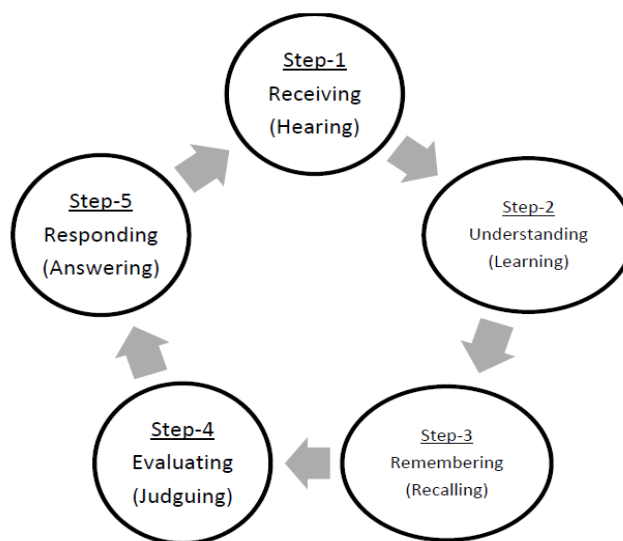 Step-1
Receiving
(Hearing)
Step-2
Understanding
(Learning)
Step-3
Remembering
(Recalling)
Step-4
Evaluating
(Judguing)
Step-5
Responding
(Answering)